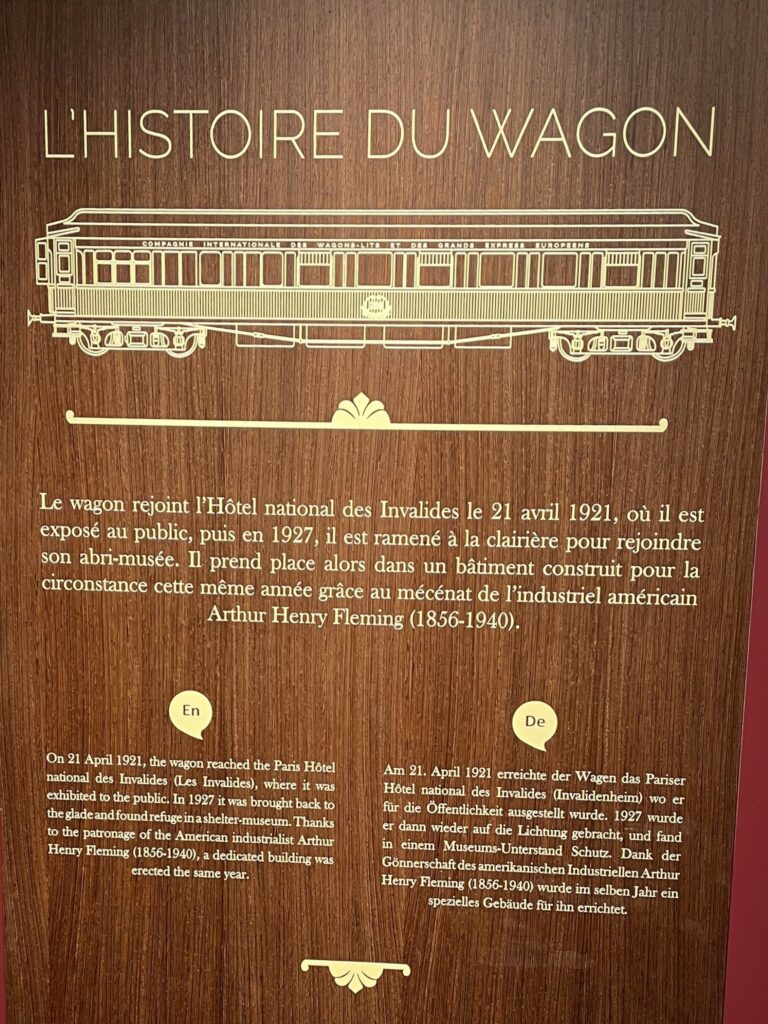 L'HISTOIRE DU WAGON
COMPAGNIE INTERNATIONALE DES WAGONS-LITS ET DES GRANDS EXPRESS EUROPEENS
Le wagon rejoint l'Hôtel national des Invalides le 21 avril 1921, où il est
exposé au public, puis en 1927, il est ramené à la clairière pour rejoindre
son abri-musée. Il prend place alors dans un bâtiment construit pour la
circonstance cette même année grâce au mécénat de l'industriel américain
Arthur Henry Fleming (1856-1940).
En
On 21 April 1921, the wagon reached the Paris Hôtel
national des Invalides (Les Invalides), where it was
exhibited to the public. In 1927 it was brought back to
the glade and found refuge in a shelter-museum. Thanks
to the patronage of the American industrialist Arthur
Henry Fleming (1856-1940), a dedicated building was
erected the same year.
De
Am 21. April 1921 erreichte der Wagen das Pariser
Hôtel national des Invalides (Invalidenheim) wo er
für die Öffentlichkeit ausgestellt wurde. 1927 wurde
er dann wieder auf die Lichtung gebracht, und fand
in einem Museums-Unterstand Schutz. Dank der
Gönnerschaft des amerikanischen Industriellen Arthur
Henry Fleming (1856-1940) wurde im selben Jahr ein
spezielles Gebäude für ihn errichtet.